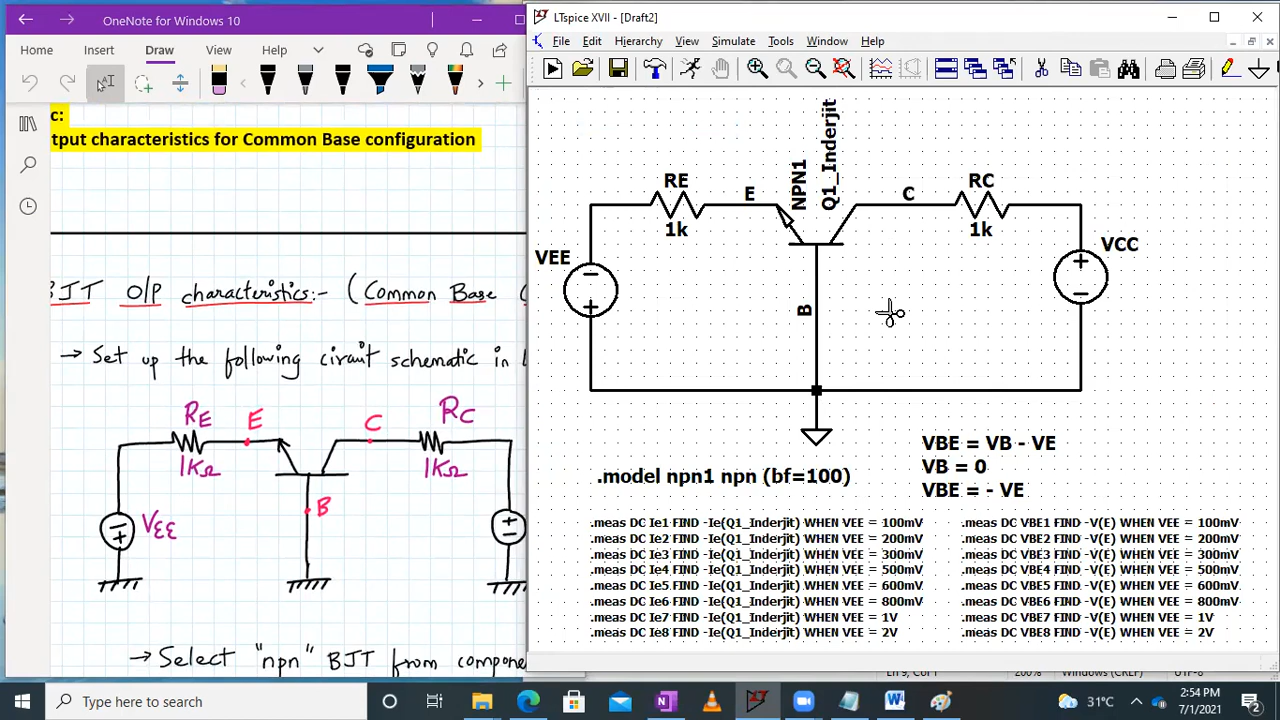 OneNote for Windows 10
Home Insert Draw View Help
c:
tput characteristics for Common Base configuration
BJT O/P characteristics:- (Common Base
→ Set up the following circuit schematic in
RE E C RC
1KΩ 1KΩ
B
VEE
→ Select "npn" BJT from compone
LTspice XVII - [Draft2]
File Edit Hierarchy View Simulate Tools Window Help
RE E NPN1 Q1_Inderjit C RC
1k 1k
VEE VCC
B
.model npn1 npn (bf=100)
VBE = VB - VE
VB = 0
VBE = - VE
.meas DC Ie1 FIND -Ie(Q1_Inderjit) WHEN VEE = 100mV
.meas DC Ie2 FIND -Ie(Q1_Inderjit) WHEN VEE = 200mV
.meas DC Ie3 FIND -Ie(Q1_Inderjit) WHEN VEE = 300mV
.meas DC Ie4 FIND -Ie(Q1_Inderjit) WHEN VEE = 500mV
.meas DC Ie5 FIND -Ie(Q1_Inderjit) WHEN VEE = 600mV
.meas DC Ie6 FIND -Ie(Q1_Inderjit) WHEN VEE = 800mV
.meas DC Ie7 FIND -Ie(Q1_Inderjit) WHEN VEE = 1V
.meas DC Ie8 FIND -Ie(Q1_Inderjit) WHEN VEE = 2V
.meas DC VBE1 FIND -V(E) WHEN VEE = 100mV
.meas DC VBE2 FIND -V(E) WHEN VEE = 200mV
.meas DC VBE3 FIND -V(E) WHEN VEE = 300mV
.meas DC VBE4 FIND -V(E) WHEN VEE = 500mV
.meas DC VBE5 FIND -V(E) WHEN VEE = 600mV
.meas DC VBE6 FIND -V(E) WHEN VEE = 800mV
.meas DC VBE7 FIND -V(E) WHEN VEE = 1V
.meas DC VBE8 FIND -V(E) WHEN VEE = 2V
Type here to search
31°C
2:54 PM
7/1/2021
2